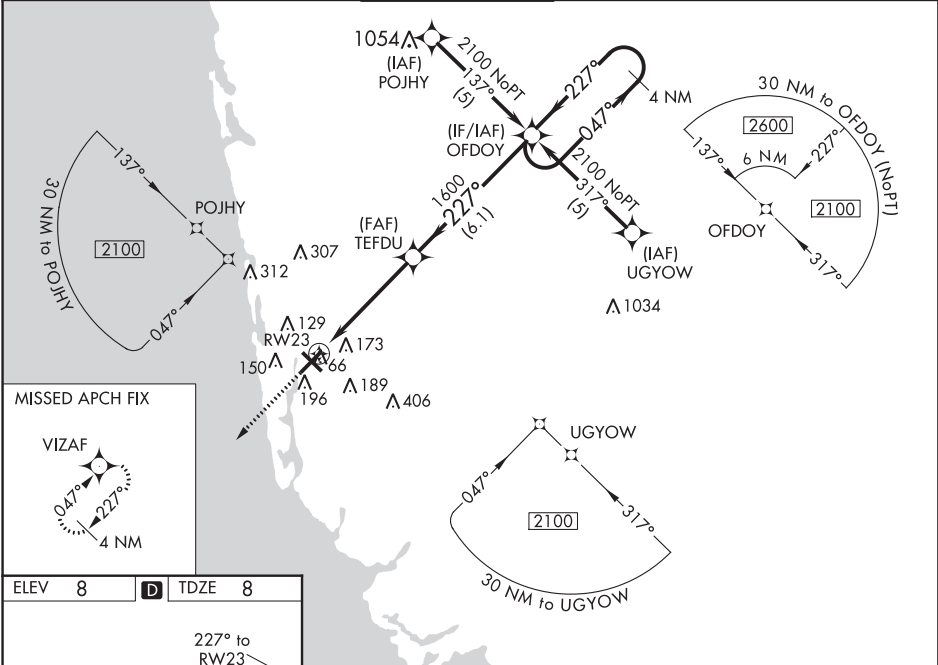 1054
(IAF)
POJHY
2100 NoPT
137°
(5)
227°
047°
4 NM
(IF/IAF)
OFDOY
2100 NoPT
317°
(5)
(IAF)
UGYOW
1600
227°
(6.1)
(FAF)
TEFDU
30 NM to OFDOY (NoPT)
2600
137°
6 NM
227°
2100
OFDOY
317°
137°
POJHY
30 NM to POJHY
2100
047°
312
307
1034
129
RW23
173
150
66
196
189
406
MISSED APCH FIX
VIZAF
047°
227°
4 NM
UGYOW
047°
317°
2100
30 NM to UGYOW
ELEV 8 D TDZE 8
227° to
RW23